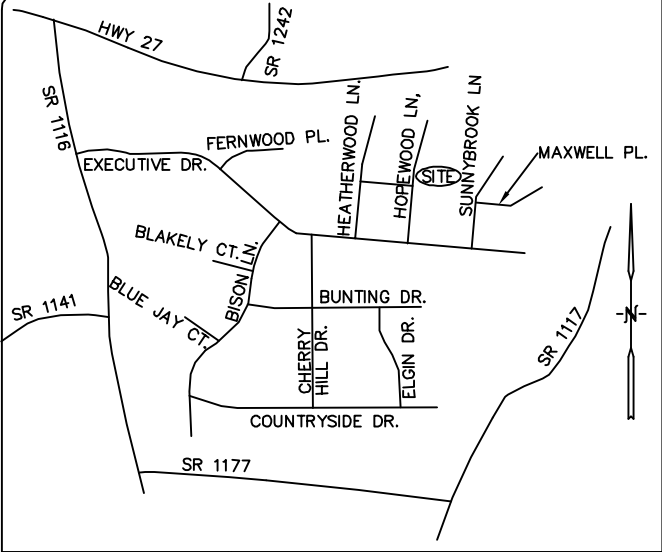 HWY 27
SR 1242
SR 1116
FERNWOOD PL.
EXECUTIVE DR.
HEATHERWOOD LN.
HOPEWOOD LN,
SITE
SUNNYBROOK LN
MAXWELL PL.
BLAKELY CT.
BISON LN.
BLUE JAY CT.
SR 1141
BUNTING DR.
CHERRY
HILL DR.
ELGIN DR.
SR 1117
-N-
COUNTRYSIDE DR.
SR 1177